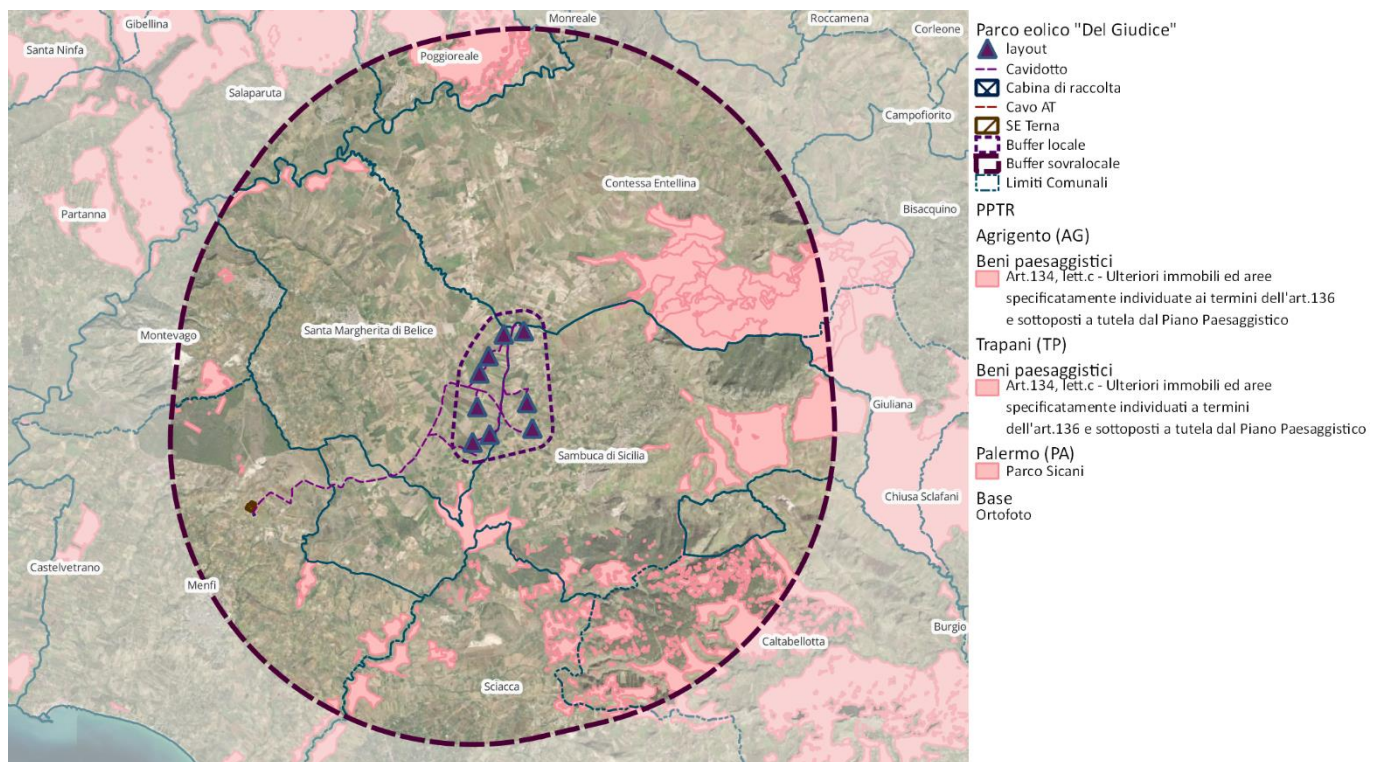 Gibellina
Monreale
Roccamena
Corleone
Santa Ninfa
Poggioreale
Salaparuta
Campofiorito
Contessa Entellina
Partanna
Bisacquino
Montevago
Santa Margherita di Belice
Giuliana
Sambuca di Sicilia
Chiusa Sclafani
Castelvetrano
Menfi
Burgio
Caltabellotta
Sciacca
Parco eolico "Del Giudice"
layout
Cavidotto
Cabina di raccolta
Cavo AT
SE Terna
Buffer locale
Buffer sovralocale
Limiti Comunali
PPTR
Agrigento (AG)
Beni paesaggistici
Art.134, lett.c - Ulteriori immobili ed aree
specificatamente individuate ai termini dell'art.136
e sottoposti a tutela dal Piano Paesaggistico
Trapani (TP)
Beni paesaggistici
Art.134, lett.c - Ulteriori immobili ed aree
specificatamente individuati a termini
dell'art.136 e sottoposti a tutela dal Piano Paesaggistico
Palermo (PA)
Parco Sicani
Base
Ortofoto